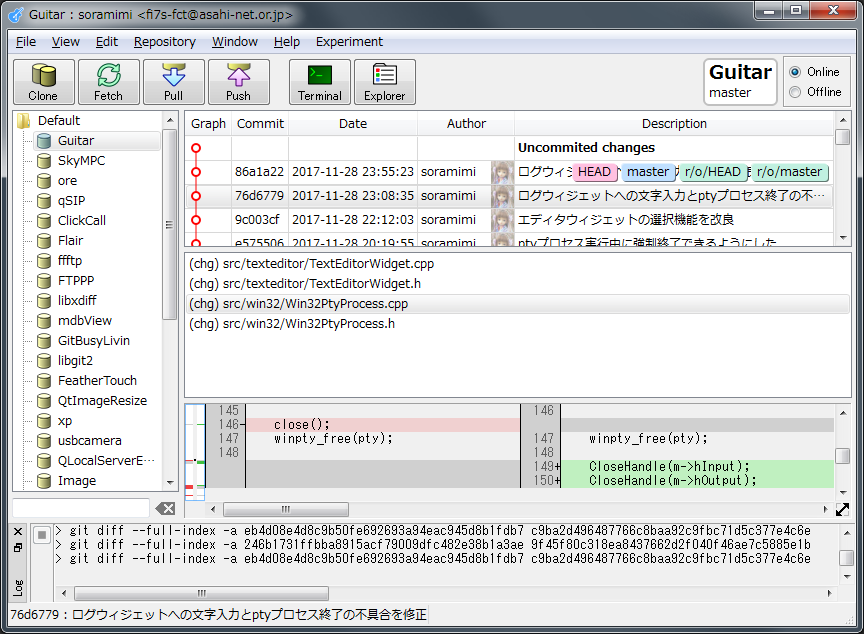 Guitar : soramimi <fi7s-fct@asahi-net.or.jp>
File View Edit Repository Window Help Experiment
Clone Fetch Pull Push Terminal Explorer
Guitar
master
Online
Offline
Default
Guitar
SkyMPC
ore
qSIP
ClickCall
Flair
ffftp
FTPPP
libxdiff
mdbView
GitBusyLivin
libgit2
FeatherTouch
QtImageResize
xp
usbcamera
QLocalServerE···
Image
Graph Commit Date Author Description
Uncommited changes
86a1a22 2017-11-28 23:55:23 soramimi ログウィジ HEAD master r/o/HEAD r/o/master
76d6779 2017-11-28 23:08:35 soramimi ログウィジェットへの文字入力とptyプロセス終了の不···
9c003cf 2017-11-28 22:12:03 soramimi エディタウィジェットの選択機能を改良
e575506 2017-11-28 20:19:55 soramimi ptyプロセス実行中に強制終了できるようにした
(chg) src/texteditor/TextEditorWidget.cpp
(chg) src/texteditor/TextEditorWidget.h
(chg) src/win32/Win32PtyProcess.cpp
(chg) src/win32/Win32PtyProcess.h
145
146- close();
147 winpty_free(pty);
148
146
147 winpty_free(pty);
148
149+ CloseHandle(m->hInput);
150+ CloseHandle(m->hOutput);
Log
> git diff --full-index -a eb4d08e4d8c9b50fe692693a94eac945d8b1fdb7 c9ba2d496487766c8baa92c9fbc71d5c377e4c6e
> git diff --full-index -a 246b1731ffbba8915acf79009dfc482e38b1a3ae 9f45f80c318ea8437662d2f040f46ae7c5885e1b
> git diff --full-index -a eb4d08e4d8c9b50fe692693a94eac945d8b1fdb7 c9ba2d496487766c8baa92c9fbc71d5c377e4c6e
76d6779 : ログウィジェットへの文字入力とptyプロセス終了の不具合を修正